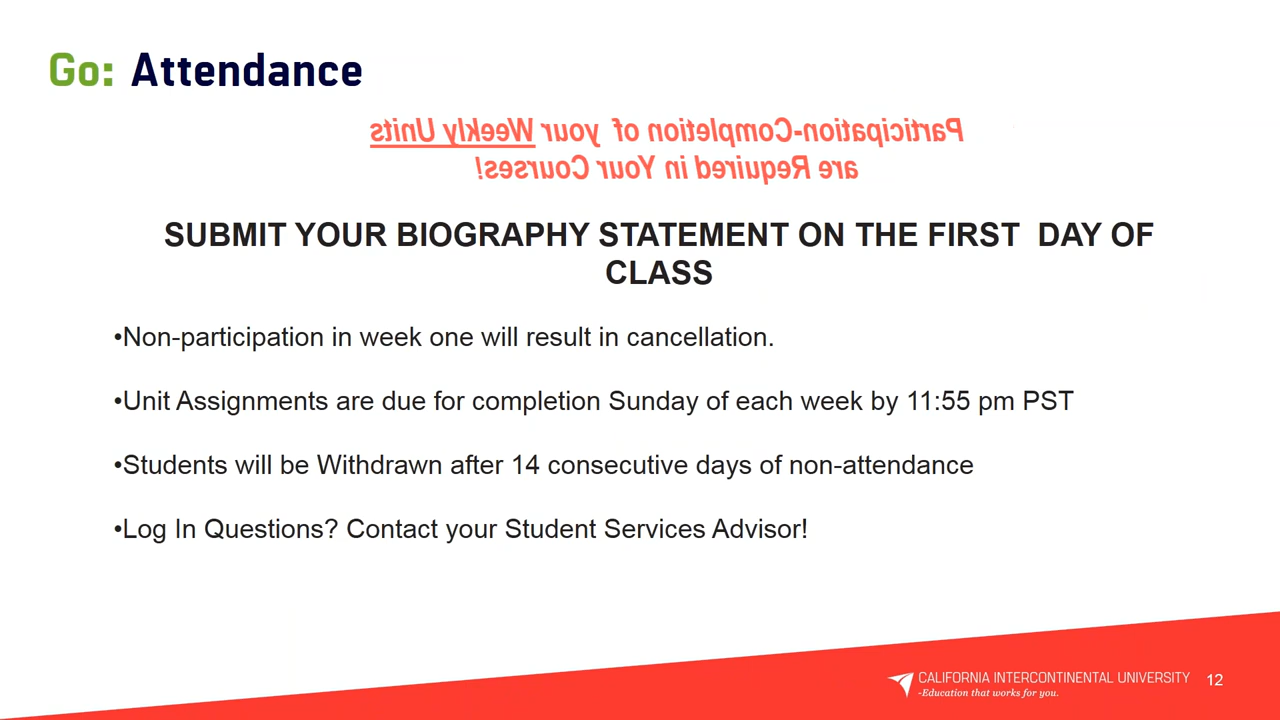 Go: Attendance
Participation-Completion of your Weekly Units
are Required in Your Courses!
SUBMIT YOUR BIOGRAPHY STATEMENT ON THE FIRST DAY OF
CLASS
•Non-participation in week one will result in cancellation.
•Unit Assignments are due for completion Sunday of each week by 11:55 pm PST
•Students will be Withdrawn after 14 consecutive days of non-attendance
•Log In Questions? Contact your Student Services Advisor!
CALIFORNIA INTERCONTINENTAL UNIVERSITY
-Education that works for you.
12